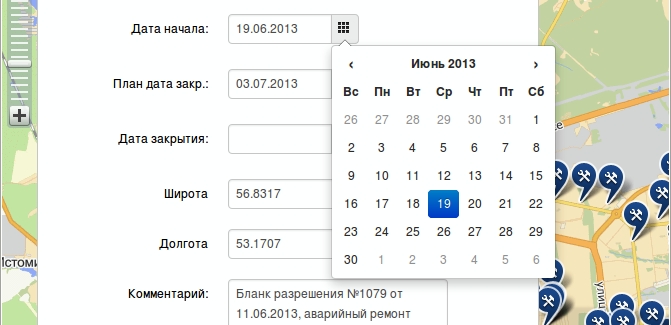 Дата начала: 19.06.2013
План дата закр.: 03.07.2013
Дата закрытия:
Широта 56.8317
Долгота 53.1707
Комментарий: Бланк разрешения №1079 от
11.06.2013, аварийный ремонт
‹ Июнь 2013 ›
Вс Пн Вт Ср Чт Пт Сб
26 27 28 29 30 31 1
2 3 4 5 6 7 8
9 10 11 12 13 14 15
16 17 18 19 20 21 22
23 24 25 26 27 28 29
30 1 2 3 4 5 6